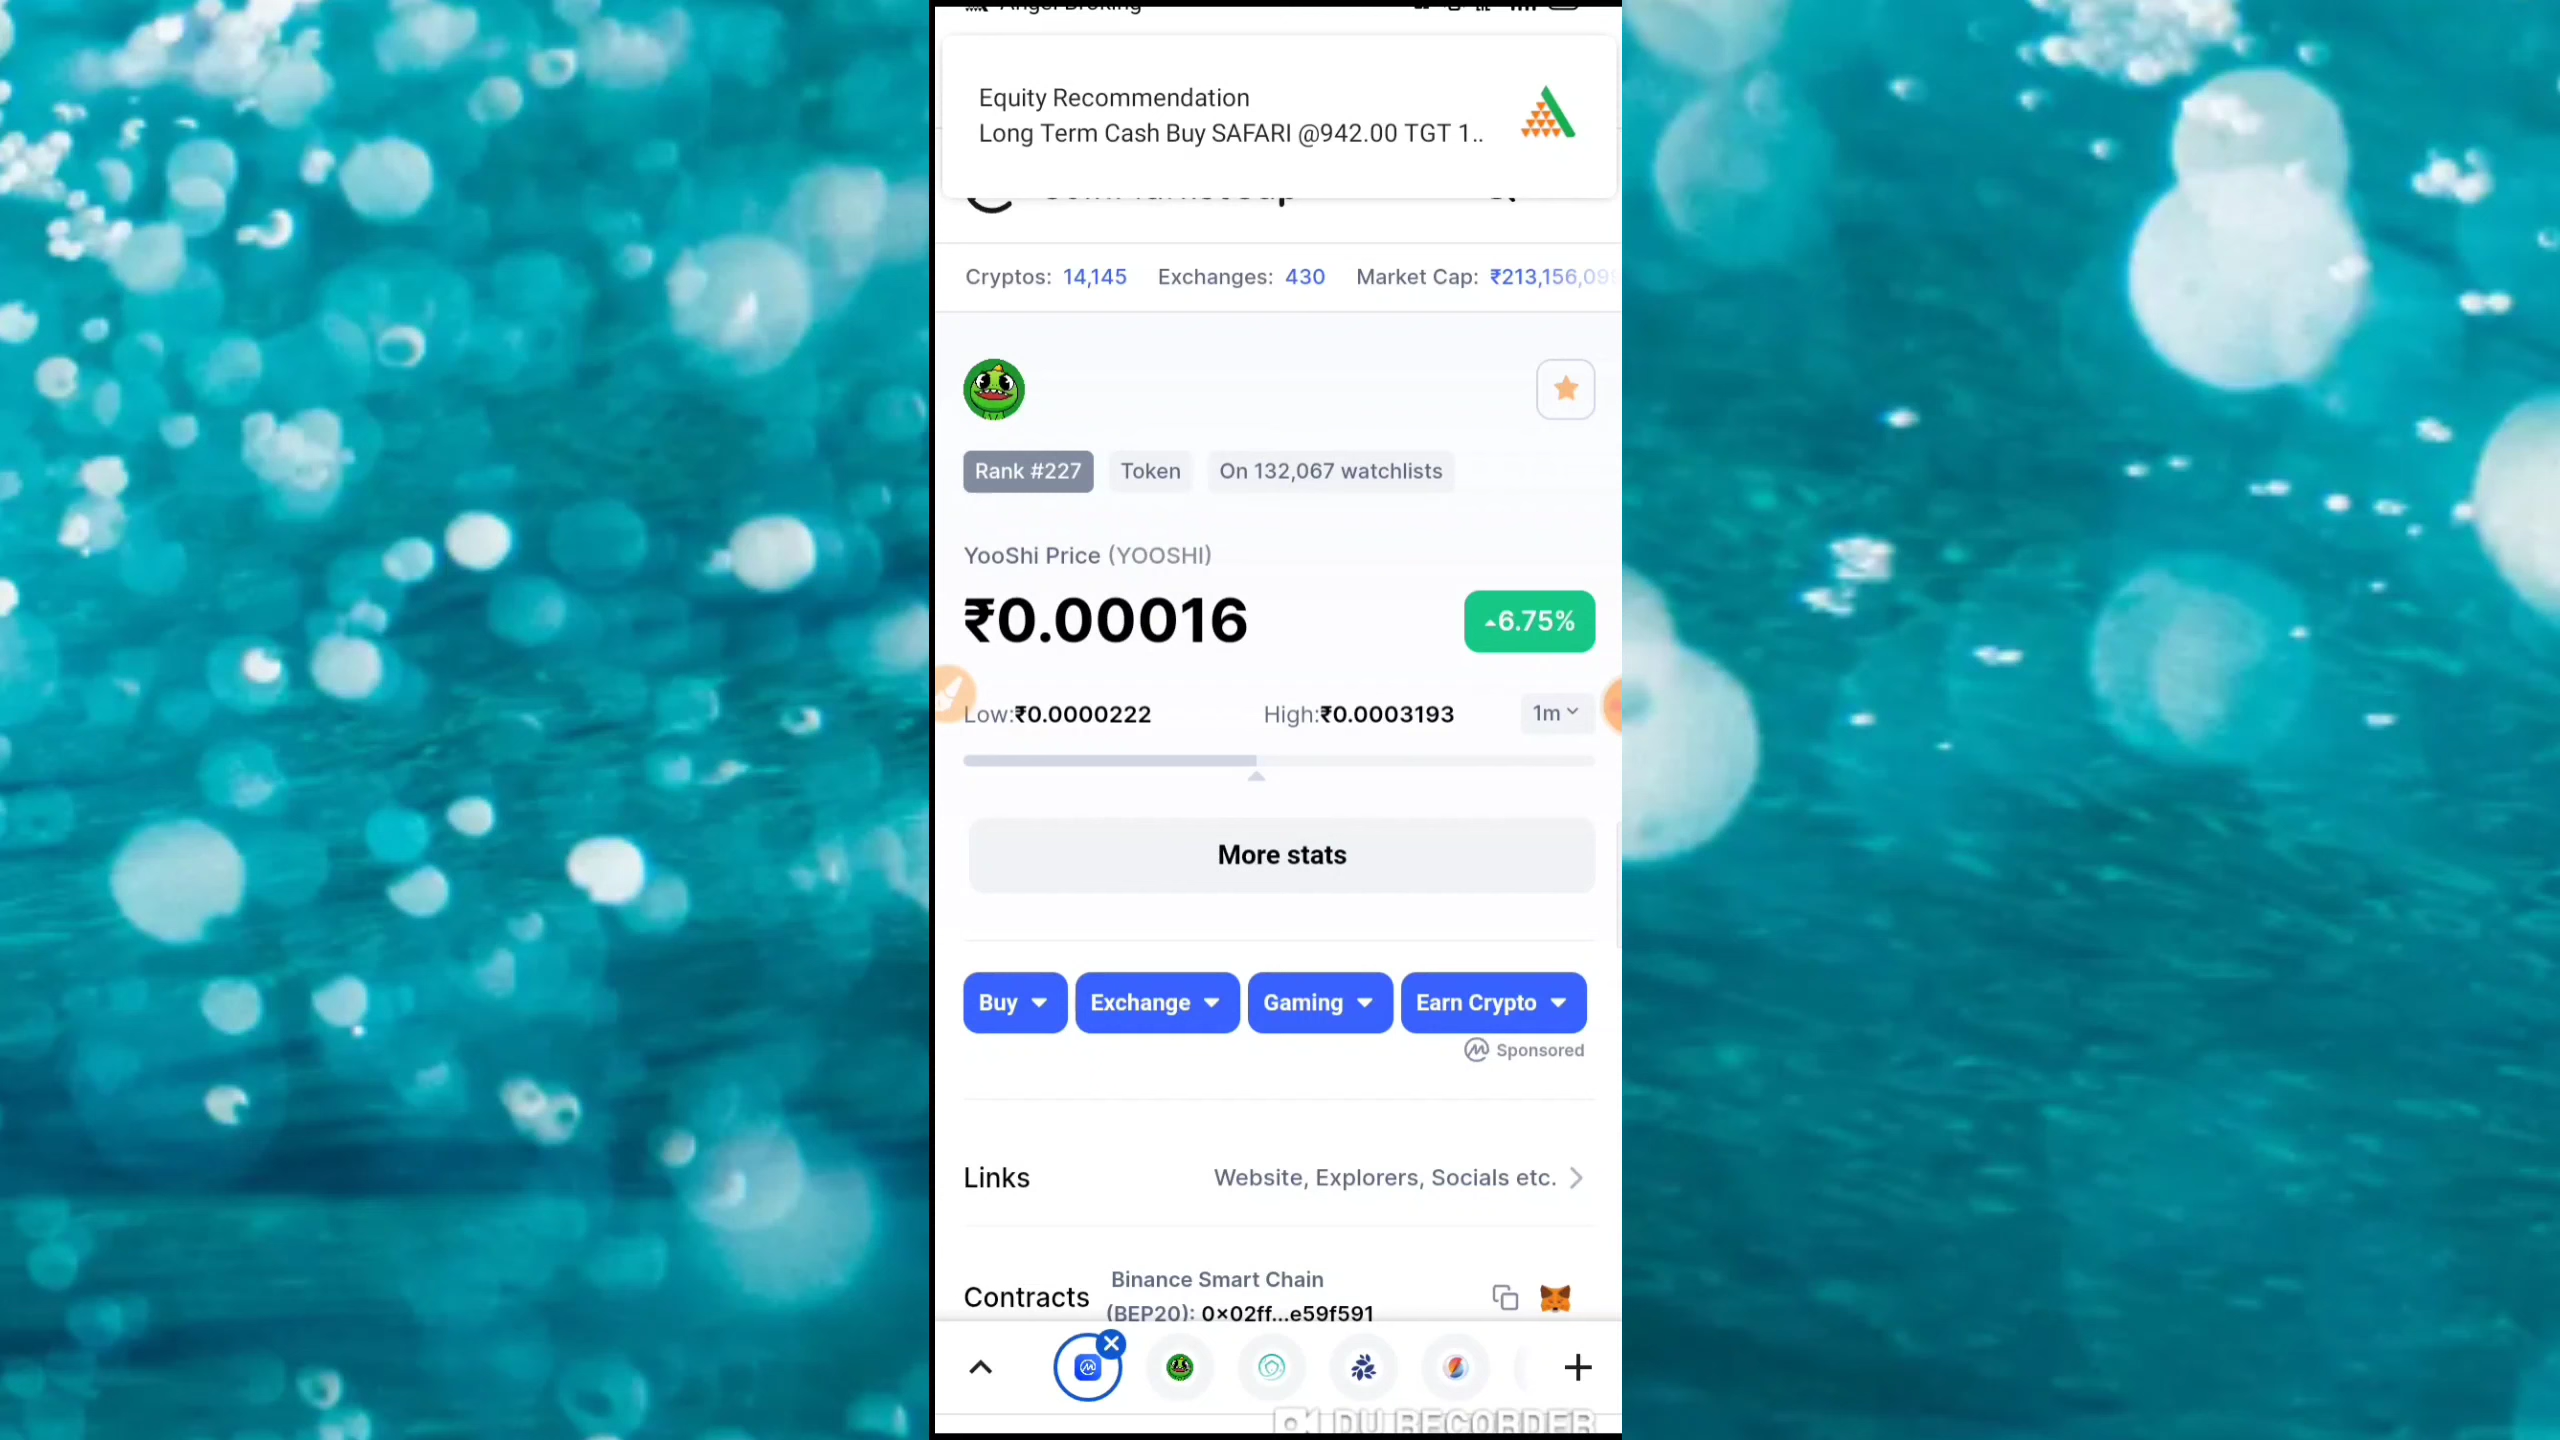 Angel Broking
Equity Recommendation
Long Term Cash Buy SAFARI @942.00 TGT 1..
Cryptos: 14,145 Exchanges: 430 Market Cap: ₹213,156,09
Rank #227 Token On 132,067 watchlists
YooShi Price (YOOSHI)
₹0.00016 6.75%
Low:₹0.0000222 High:₹0.0003193 1m
More stats
Buy Exchange Gaming Earn Crypto
Sponsored
Links Website, Explorers, Socials etc.
Contracts Binance Smart Chain
(BEP20): 0x02ff...e59f591
DU RECORDER